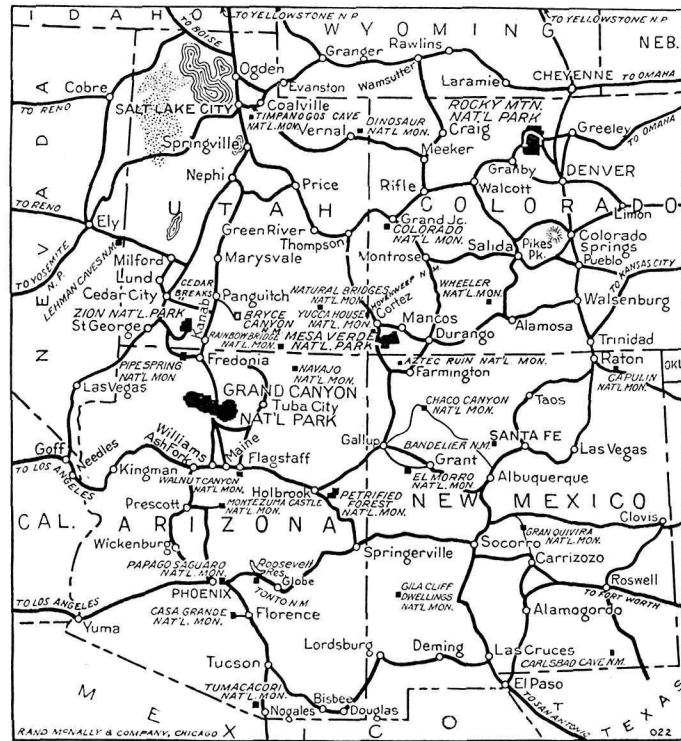 IDAHO
TO YELLOWSTONE N.P.
WYOMING
TO YELLOWSTONE N.P.
NEB.
TO BOISE
Granger
Rawlins
Ogden
Evanston
Wamsutter
Laramie
CHEYENNE
TO OMAHA
Cobre
TO RENO
SALT LAKE CITY
Coalville
TIMPANOGOS CAVE
NAT'L. MON.
DINOSAUR
NAT'L. MON.
ROCKY MTN.
NAT'L PARK
Vernal
Craig
Greeley
TO OMAHA
Springville
Meeker
Granby
DENVER
NEVADA
Nephi
Price
Rifle
Walcott
TO RENO
UTAH
COLORADO
Limon
Ely
Green River
Thompson
Grand Jc.
COLORADO
NAT'L MON.
Colorado
Springs
TO YOSEMITE
N.P.
LEHMAN CAVES N.M.
Milford
Marysvale
Montrose
Salida
Pikes
Pk.
Pueblo
TO KANSAS CITY
Lund
Cedar City
CEDAR
BREAKS
Panguitch
NATURAL BRIDGES
NAT'L MON.
HOVENWEEP N.M.
WHEELER
NAT'L MON.
Walsenburg
ZION NAT'L PARK
St George
Kanab
BRYCE
CANYON
YUCCA HOUSE
NAT'L MON.
Cortez
Mancos
Alamosa
RAINBOW BRIDGE
NAT'L MON.
MESA VERDE
NAT'L PARK
Durango
Trinidad
PIPE SPRING
NAT'L MON
Fredonia
NAVAJO
NAT'L MON.
AZTEC RUIN NAT'L MON.
Farmington
Raton
OKL
CAPULIN
NAT'L MON.
Las Vegas
GRAND CANYON
Tuba City
NAT'L PARK
CHACO CANYON
NAT'L MON.
Taos
Goff
TO LOS ANGELES
Needles
Kingman
Williams
Ash Fork
Maine
Flagstaff
Gallup
BANDELIER N.M.
SANTA FE
Las
Vegas
Grant
WALNUT CANYON
NAT'L MON.
Holbrook
EL MORRO
NAT'L MON.
Albuquerque
PETRIFIED
FOREST
NAT'L MON.
NEW MEXICO
Prescott
MONTEZUMA CASTLE
NAT'L MON.
CAL.
ARIZONA
Clovis
Wickenburg
Springerville
Socorro
GRAN QUIVIRA
NAT'L MON.
Carrizozo
PAPAGO SAGUARO
NAT'L MON.
Roosevelt
Res.
PHOENIX
Globe
TONTO N.M.
GILA CLIFF
DWELLINGS
NAT'L MON.
Roswell
TO FORT WORTH
TO LOS ANGELES
CASA GRANDE
NAT'L. MON.
Florence
Alamogordo
Yuma
Lordsburg
Deming
Las Cruces
Tucson
CARLSBAD CAVE N.M.
El Paso
TUMACACORI
NAT'L MON.
Bisbee
Douglas
Nogales
MEXICO
TO SAN ANTONIO
TEXAS
RAND McNALLY & COMPANY, CHICAGO
022